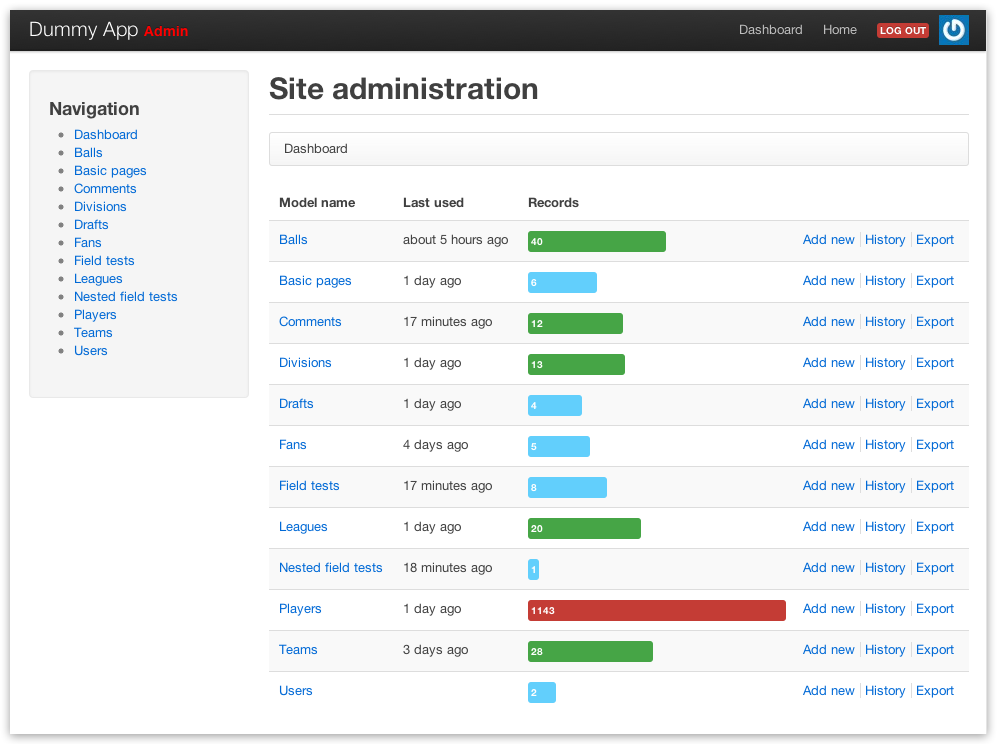 Dummy App Admin
Dashboard Home LOG OUT
Navigation
Dashboard
Balls
Basic pages
Comments
Divisions
Drafts
Fans
Field tests
Leagues
Nested field tests
Players
Teams
Users
Site administration
Dashboard
Model name Last used Records
Balls about 5 hours ago 40 Add new History Export
Basic pages 1 day ago 6 Add new History Export
Comments 17 minutes ago 12 Add new History Export
Divisions 1 day ago 13 Add new History Export
Drafts 1 day ago 4 Add new History Export
Fans 4 days ago 5 Add new History Export
Field tests 17 minutes ago 8 Add new History Export
Leagues 1 day ago 20 Add new History Export
Nested field tests 18 minutes ago 1 Add new History Export
Players 1 day ago 1143 Add new History Export
Teams 3 days ago 28 Add new History Export
Users 2 Add new History Export